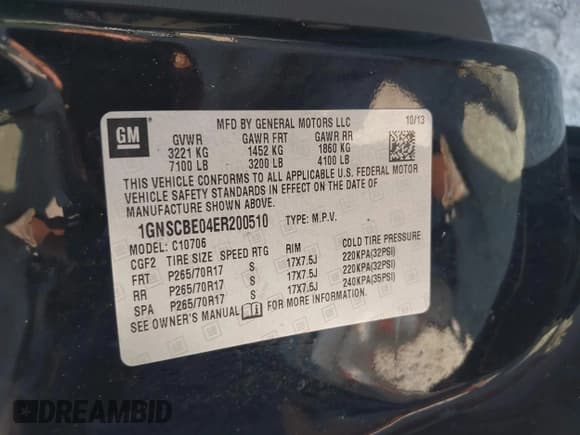 GM
MFD BY GENERAL MOTORS LLC 10/13
GVWR GAWR FRT GAWR RR
3221 KG 1452 KG 1860 KG
7100 LB 3200 LB 4100 LB
THIS VEHICLE CONFORMS TO ALL APPLICABLE U.S. FEDERAL MOTOR
VEHICLE SAFETY STANDARDS IN EFFECT ON THE DATE OF
MANUFACTURE SHOWN ABOVE.
1GNSCBE04ER200510 TYPE: M.P.V.
MODEL: C10706
CGF2 TIRE SIZE SPEED RTG RIM COLD TIRE PRESSURE
FRT P265/70R17 S 17X7.5J 220KPA(32PSI)
RR P265/70R17 S 17X7.5J 220KPA(32PSI)
SPA P265/70R17 S 17X7.5J 240KPA(35PSI)
SEE OWNER'S MANUAL FOR MORE INFORMATION.
DREAMBID